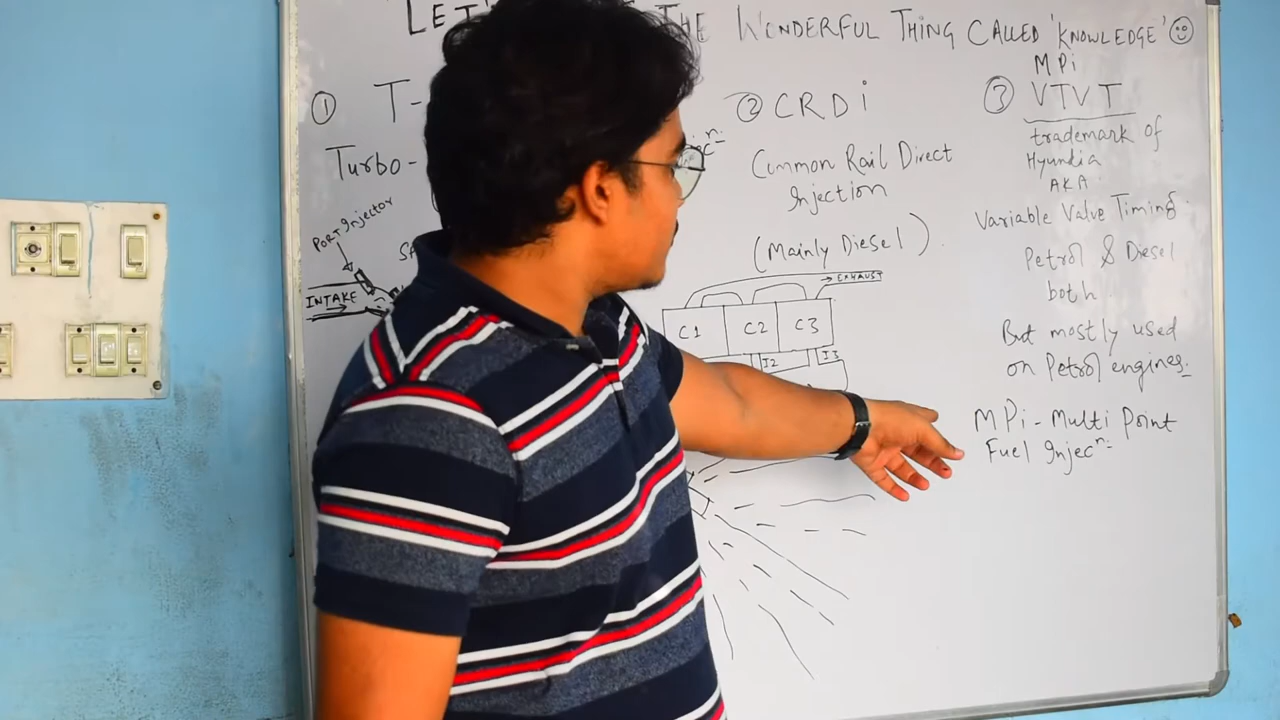 LET' THE WONDERFUL THING CALLED 'KNOWLEDGE' ☺
① T-
Turbo-
PORT Injector
INTAKE
② CRDi
Common Rail Direct
Injection
(Mainly Diesel)
EXHAUST
C1 C2 C3
I2 I3
MPi
③ VTVT
trademark of
Hyundia
AKA
Variable Valve Timing
Petrol & Diesel
both
But mostly used
on Petrol engines.
MPi - Multi Point
Fuel Injecⁿ-